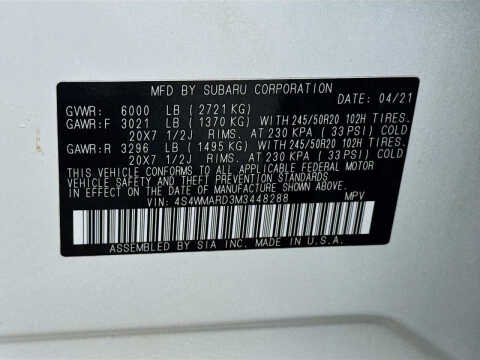 MFD BY SUBARU CORPORATION
DATE: 04/21
GVWR: 6000 LB (2721 KG)
GAWR:F 3021 LB (1370 KG) WITH 245/50R20 102H TIRES.
20X7 1/2J RIMS. AT 230 KPA (33 PSI) COLD
GAWR:R 3296 LB (1495 KG) WITH 245/50R20 102H TIRES.
20X7 1/2J RIMS. AT 230 KPA (33 PSI) COLD
THIS VEHICLE CONFORMS TO ALL APPLICABLE FEDERAL MOTOR
VEHICLE SAFETY AND THEFT PREVENTION STANDARDS IN EFFECT
ON THE DATE OF MANUFACTURE SHOWN ABOVE.
VIN: 4S4WMARD3M3448288 MPV
ASSEMBLED BY SIA INC. MADE IN U.S.A.